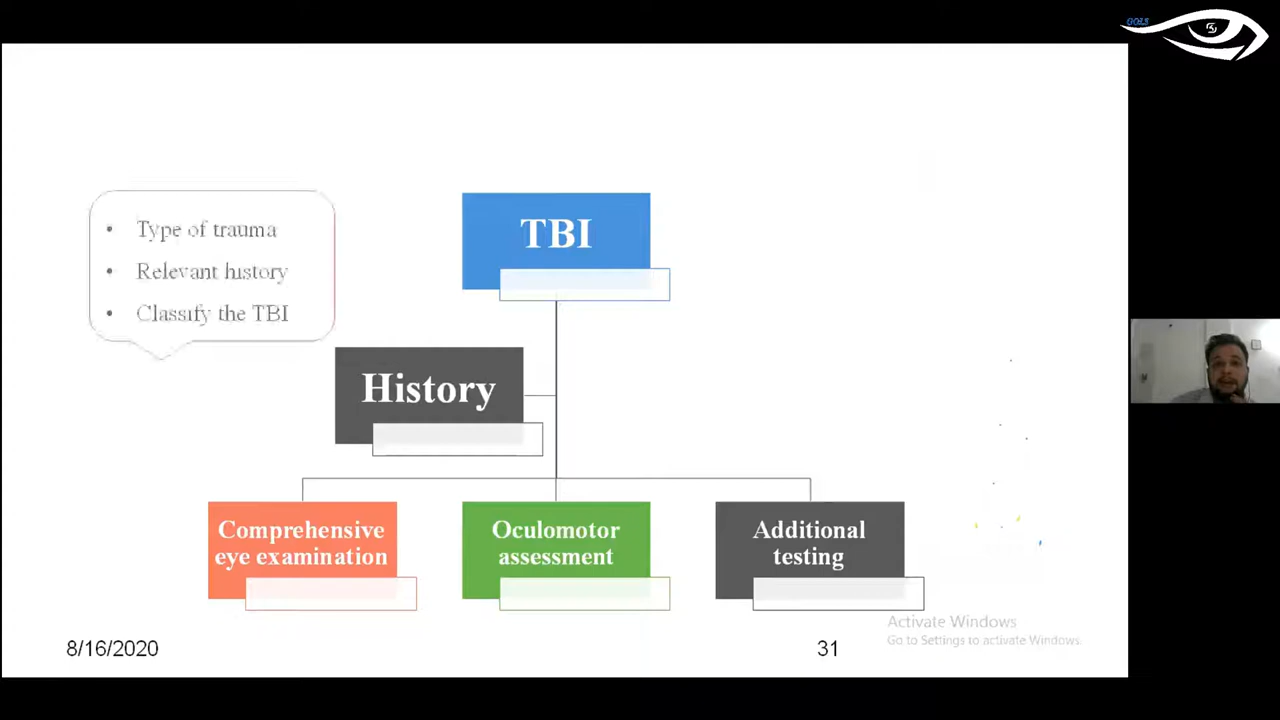 GOLS
TBI
• Type of trauma
• Relevant history
• Classify the TBI
History
Comprehensive
eye examination
Oculomotor
assessment
Additional
testing
Activate Windows
Go to Settings to activate Windows.
8/16/2020
31